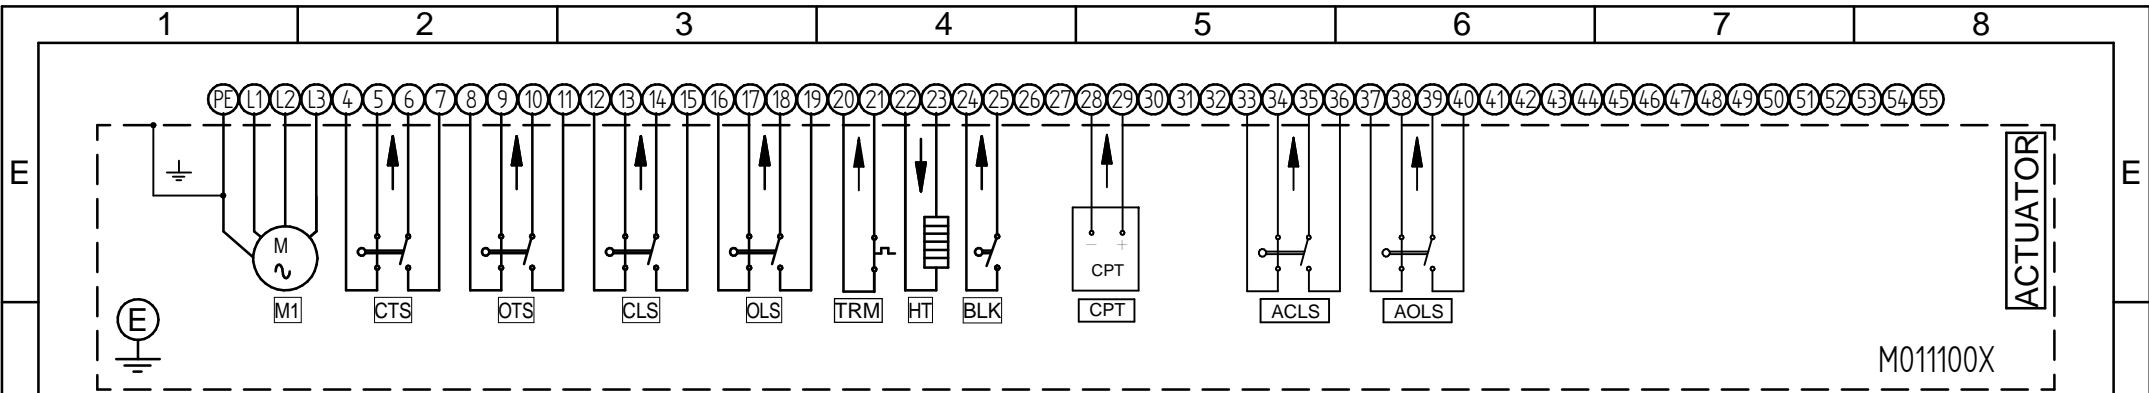 1 2 3 4 5 6 7 8
PE L1 L2 L3 4 5 6 7 8 9 10 11 12 13 14 15 16 17 18 19 20 21 22 23 24 25 26 27 28 29 30 31 32 33 34 35 36 37 38 39 40 41 42 43 44 45 46 47 48 49 50 51 52 53 54 55
E E
ACTUATOR
M
- +
CPT
M1 CTS OTS CLS OLS TRM HT BLK CPT ACLS AOLS
E
M011100X